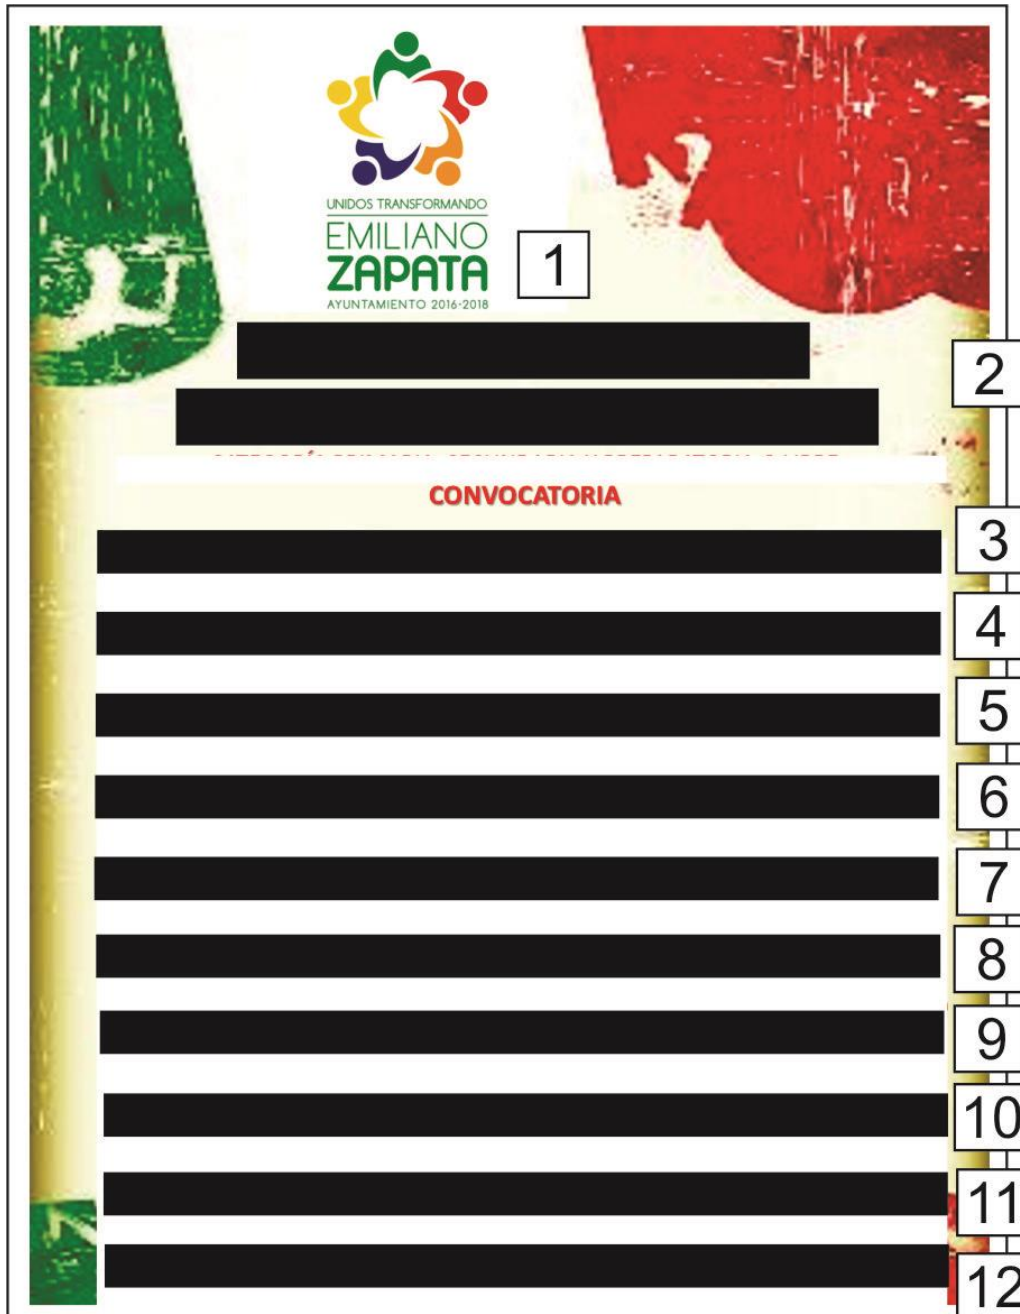 UNIDOS TRANSFORMANDO
EMILIANO
ZAPATA
AYUNTAMIENTO 2016-2018
1
2
CONVOCATORIA
3
4
5
6
7
8
9
10
11
12